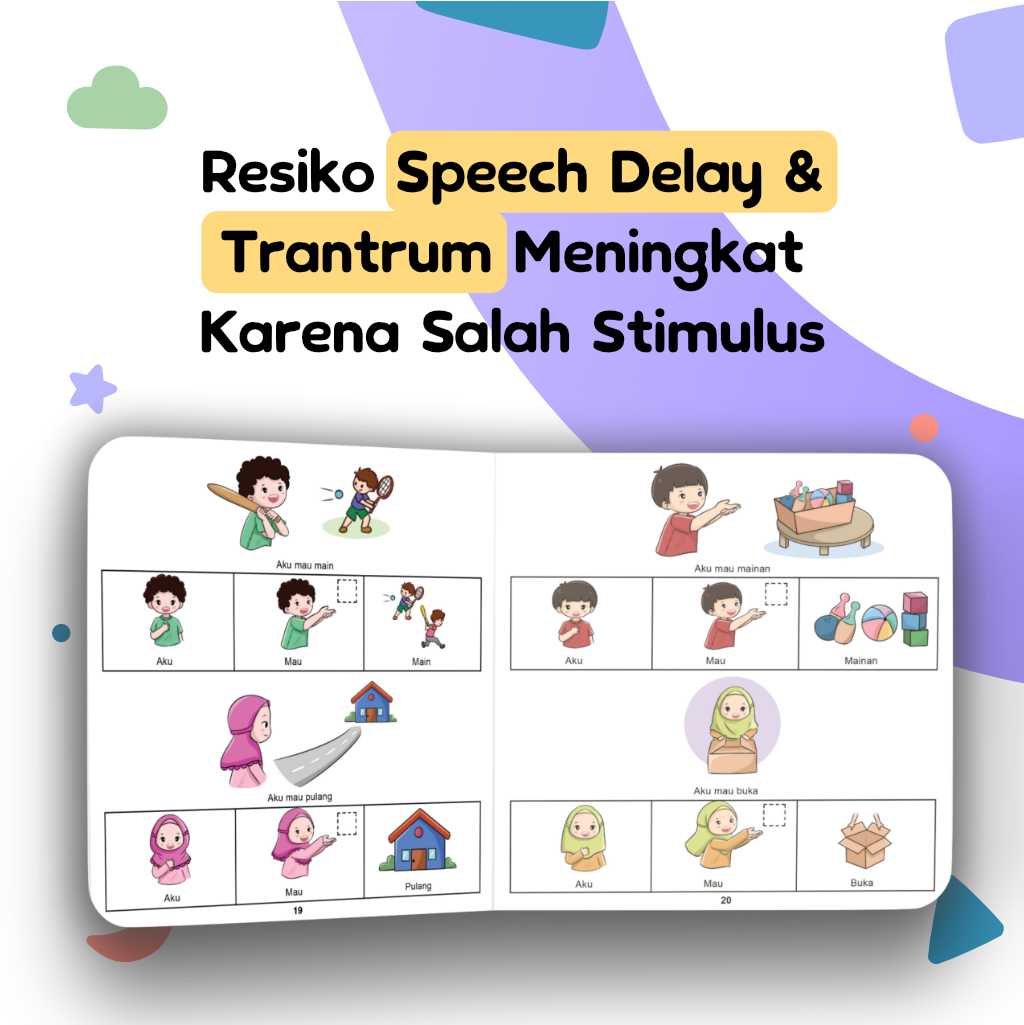 Resiko Speech Delay &
Trantrum Meningkat
Karena Salah Stimulus
Aku mau main
Aku
Mau
Main
Aku mau pulang
Aku
Mau
Pulang
19
Aku mau mainan
Aku
Mau
Mainan
Aku mau buka
Aku
Mau
Buka
20